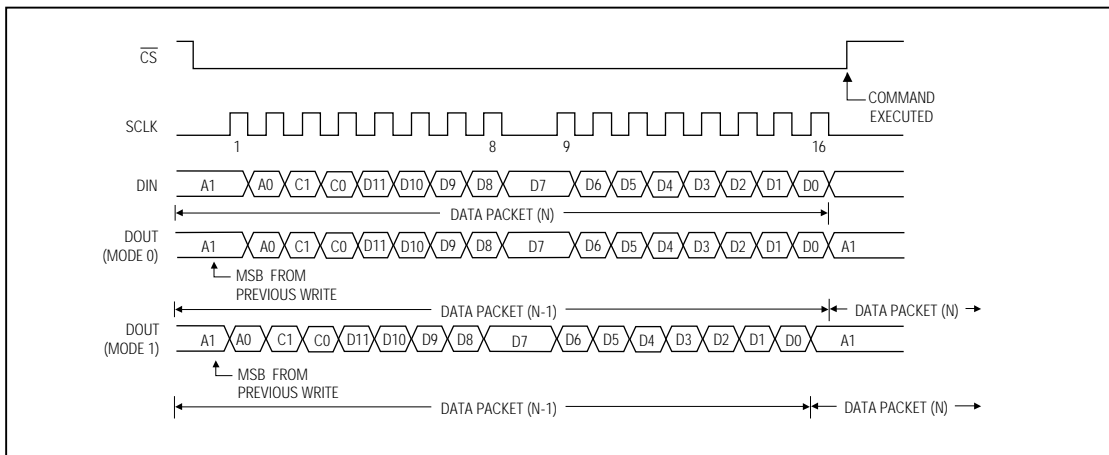 CS
COMMAND
EXECUTED
SCLK
1 8 9 16
DIN A1 A0 C1 C0 D11 D10 D9 D8 D7 D6 D5 D4 D3 D2 D1 D0
DATA PACKET (N)
DOUT
(MODE 0)
A1 A0 C1 C0 D11 D10 D9 D8 D7 D6 D5 D4 D3 D2 D1 D0 A1
MSB FROM
PREVIOUS WRITE
DATA PACKET (N-1) DATA PACKET (N)
DOUT
(MODE 1)
A1 A0 C1 C0 D11 D10 D9 D8 D7 D6 D5 D4 D3 D2 D1 D0 A1
MSB FROM
PREVIOUS WRITE
DATA PACKET (N-1) DATA PACKET (N)